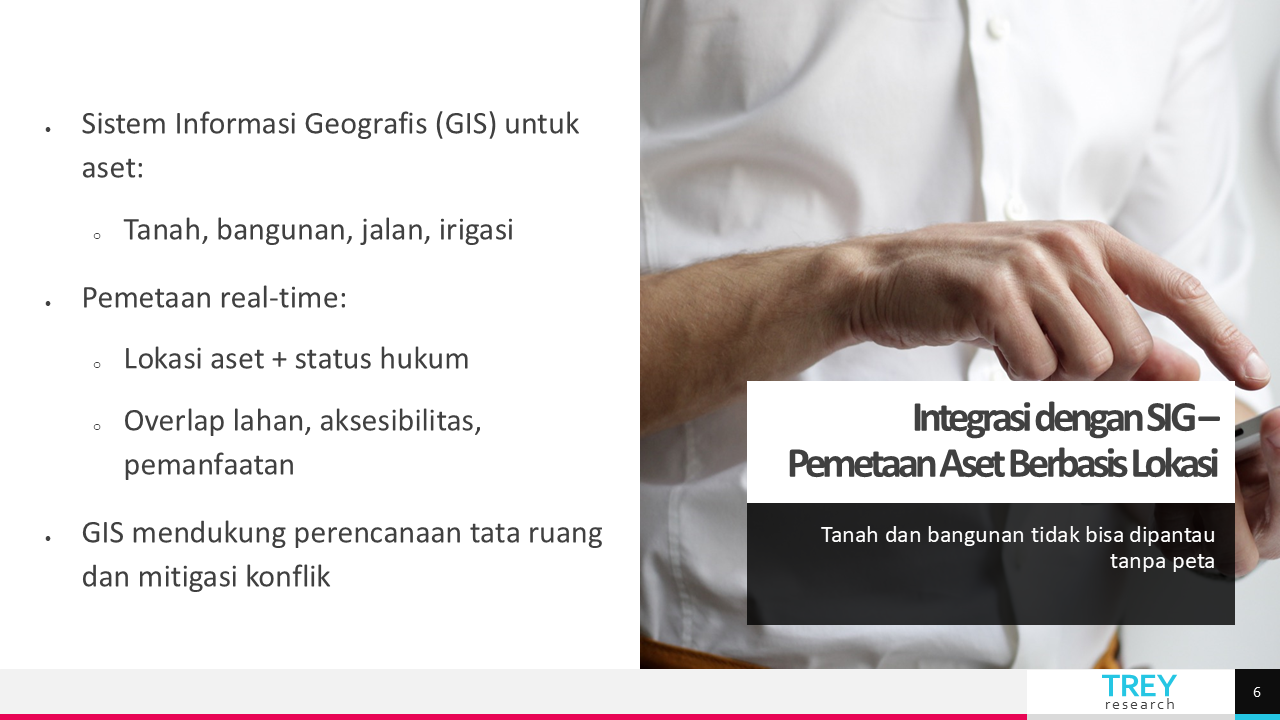 • Sistem Informasi Geografis (GIS) untuk
aset:
○ Tanah, bangunan, jalan, irigasi
• Pemetaan real-time:
○ Lokasi aset + status hukum
○ Overlap lahan, aksesibilitas,
pemanfaatan
• GIS mendukung perencanaan tata ruang
dan mitigasi konflik
Integrasi dengan SIG –
Pemetaan Aset Berbasis Lokasi
Tanah dan bangunan tidak bisa dipantau
tanpa peta
TREY
research
6